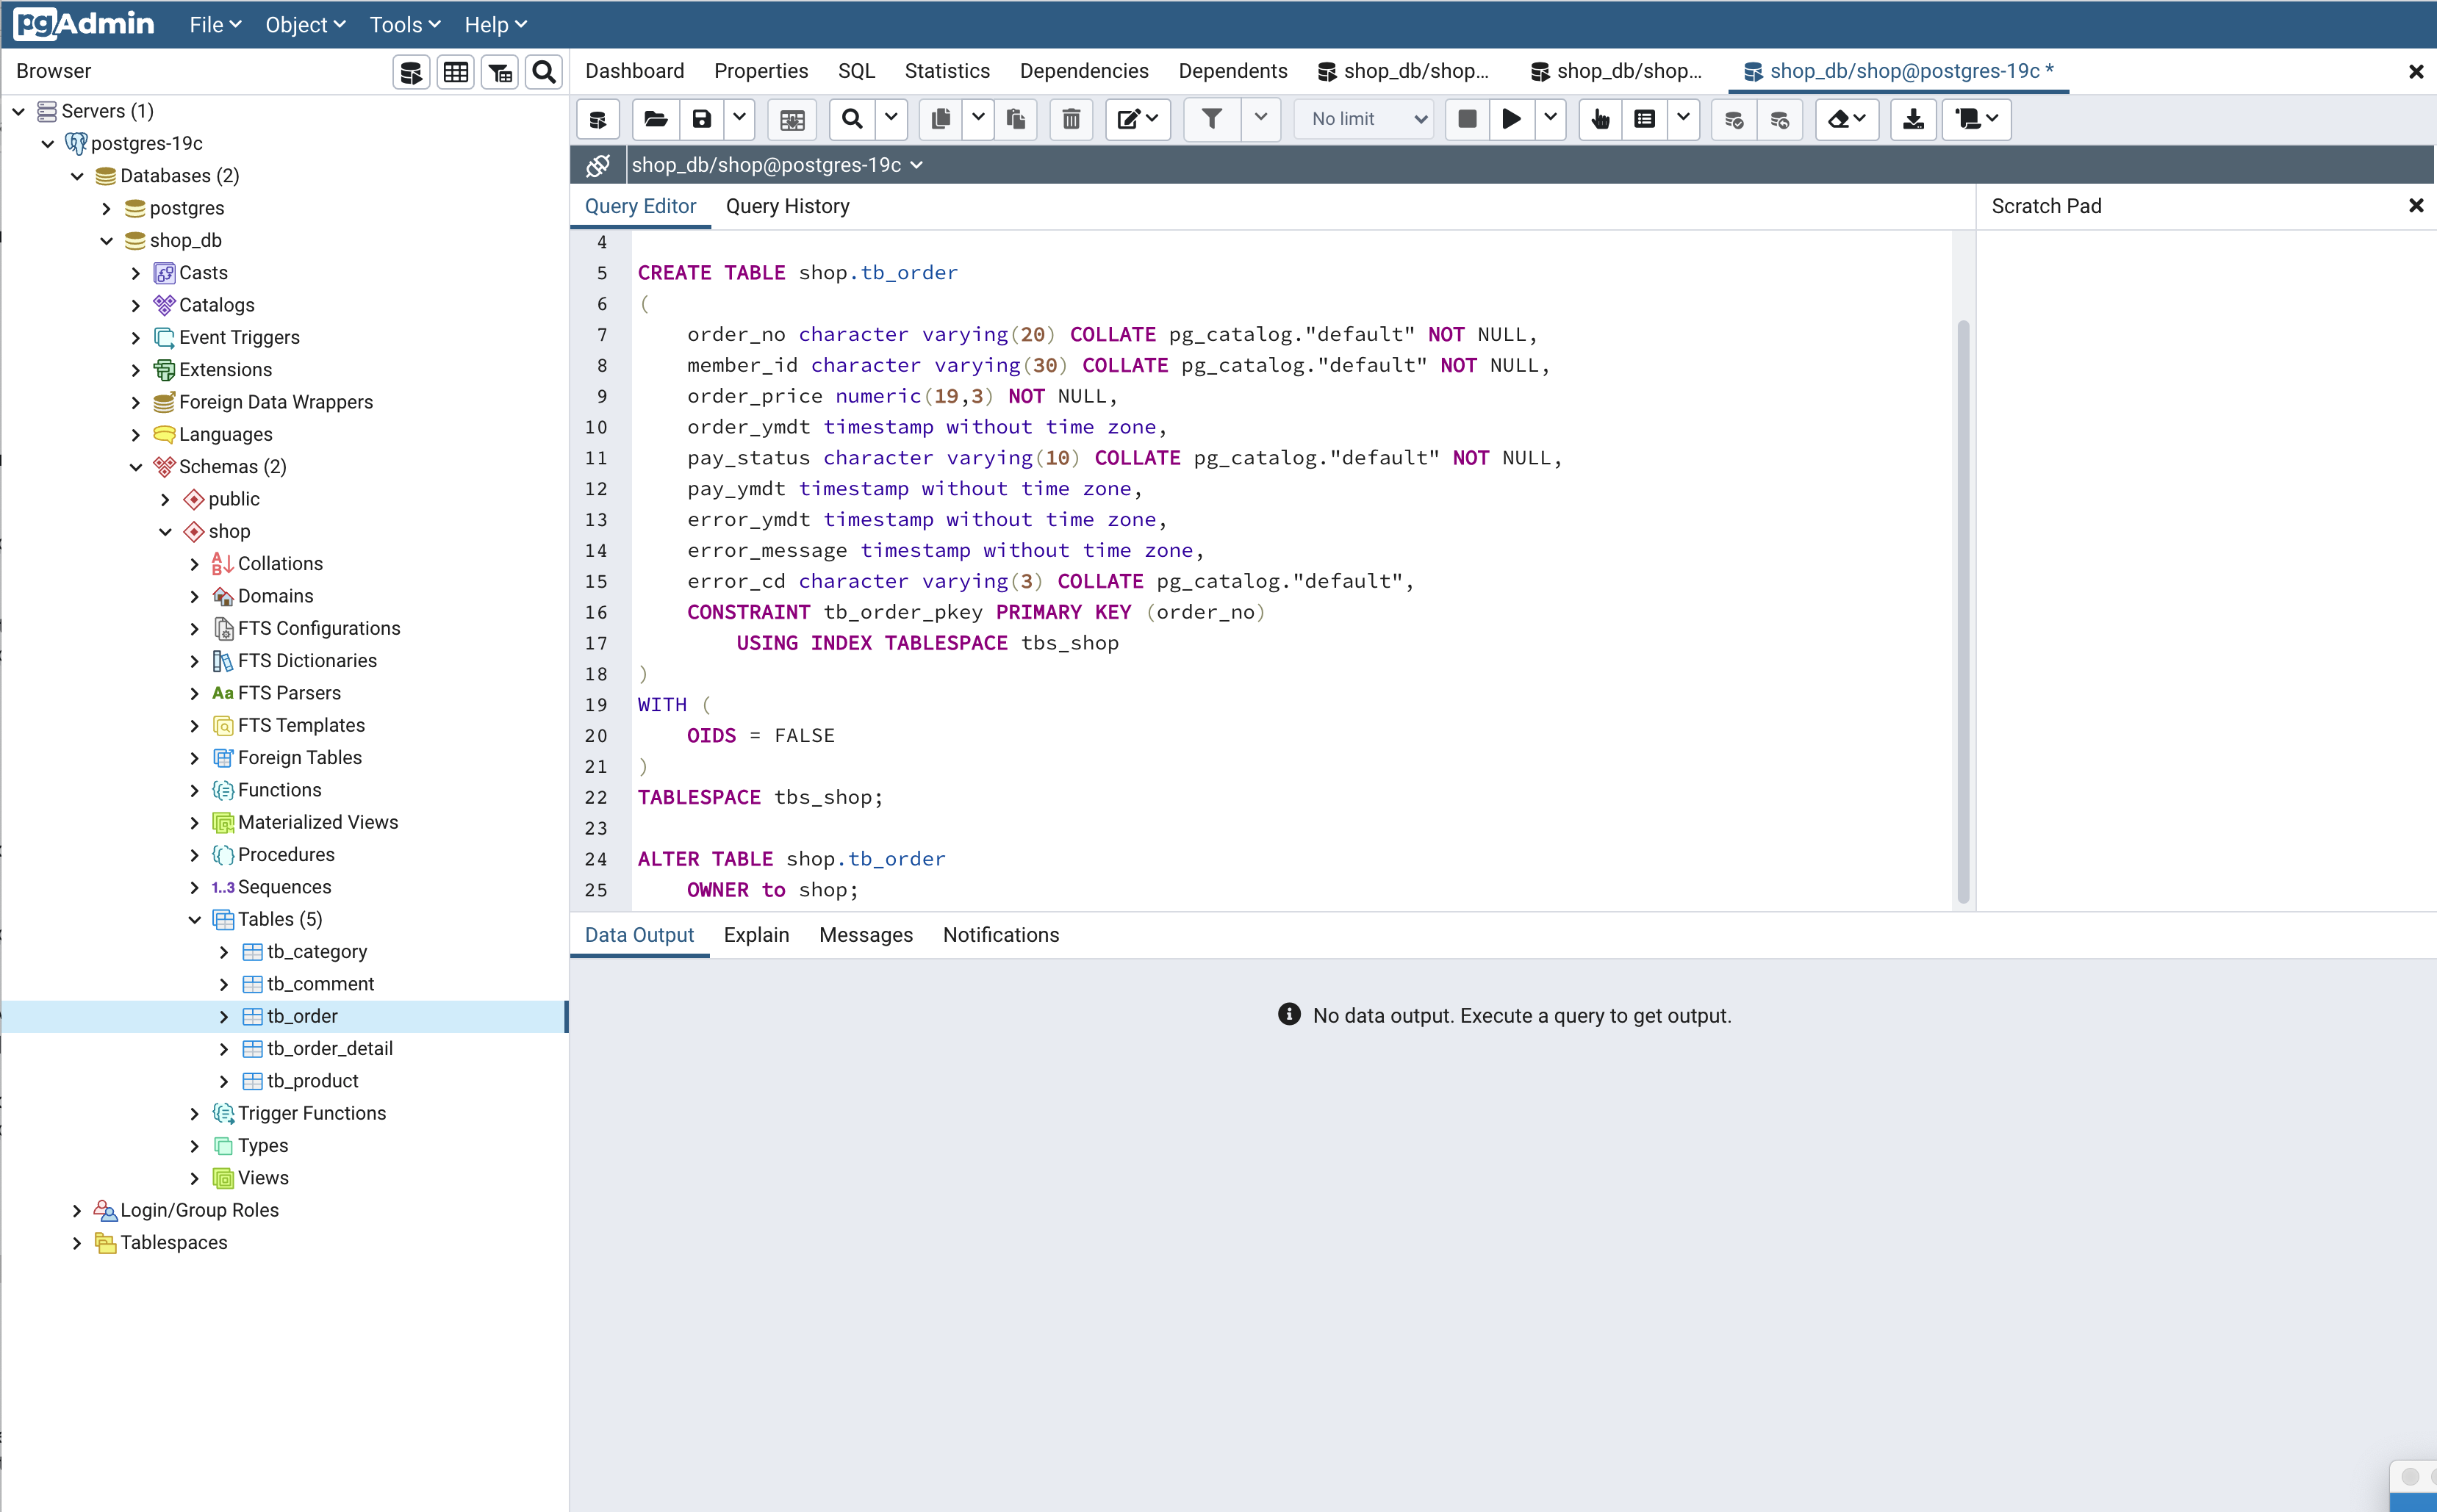 pgAdmin File Object Tools Help
Browser
Servers (1)
postgres-19c
Databases (2)
postgres
shop_db
Casts
Catalogs
Event Triggers
Extensions
Foreign Data Wrappers
Languages
Schemas (2)
public
shop
Collations
Domains
FTS Configurations
FTS Dictionaries
Aa FTS Parsers
FTS Templates
Foreign Tables
Functions
Materialized Views
Procedures
1..3 Sequences
Tables (5)
tb_category
tb_comment
tb_order
tb_order_detail
tb_product
Trigger Functions
Types
Views
Login/Group Roles
Tablespaces
Dashboard Properties SQL Statistics Dependencies Dependents shop_db/shop... shop_db/shop... shop_db/shop@postgres-19c *
No limit
shop_db/shop@postgres-19c
Query Editor Query History
Scratch Pad
4
5 CREATE TABLE shop.tb_order
6 (
7 order_no character varying(20) COLLATE pg_catalog."default" NOT NULL,
8 member_id character varying(30) COLLATE pg_catalog."default" NOT NULL,
9 order_price numeric(19,3) NOT NULL,
10 order_ymdt timestamp without time zone,
11 pay_status character varying(10) COLLATE pg_catalog."default" NOT NULL,
12 pay_ymdt timestamp without time zone,
13 error_ymdt timestamp without time zone,
14 error_message timestamp without time zone,
15 error_cd character varying(3) COLLATE pg_catalog."default",
16 CONSTRAINT tb_order_pkey PRIMARY KEY (order_no)
17 USING INDEX TABLESPACE tbs_shop
18 )
19 WITH (
20 OIDS = FALSE
21 )
22 TABLESPACE tbs_shop;
23
24 ALTER TABLE shop.tb_order
25 OWNER to shop;
Data Output Explain Messages Notifications
No data output. Execute a query to get output.